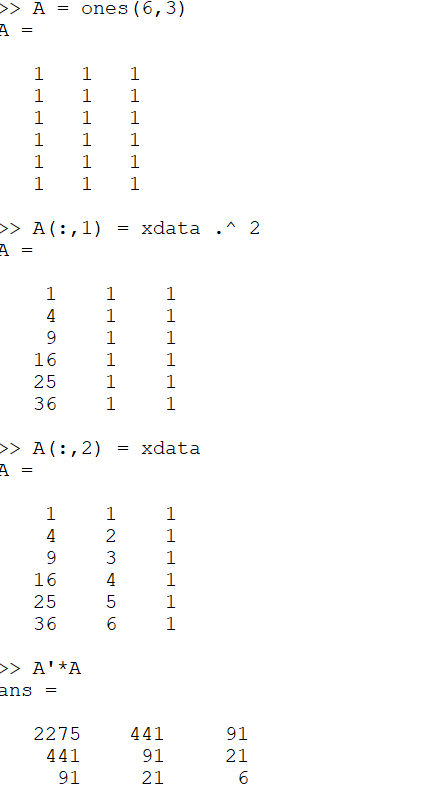 >> A = ones(6,3)
A =
1 1 1
1 1 1
1 1 1
1 1 1
1 1 1
1 1 1
>> A(:,1) = xdata .^ 2
A =
1 1 1
4 1 1
9 1 1
16 1 1
25 1 1
36 1 1
>> A(:,2) = xdata
A =
1 1 1
4 2 1
9 3 1
16 4 1
25 5 1
36 6 1
>> A'*A
ans =
2275 441 91
441 91 21
91 21 6